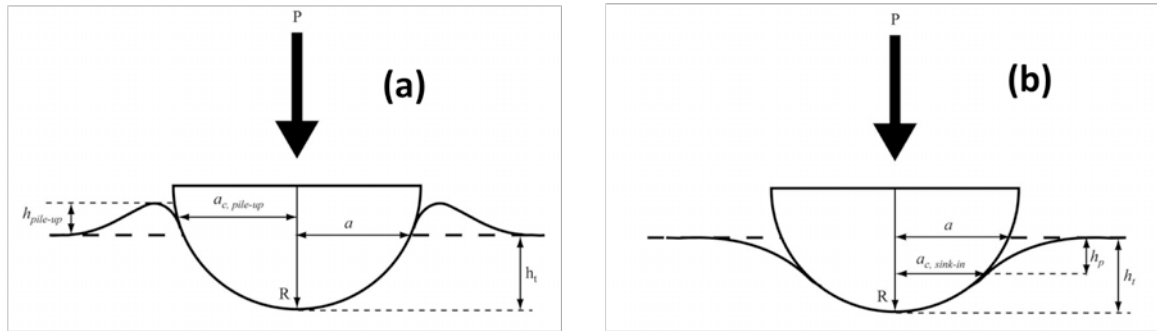 P
(a)
h_pile-up
a_c, pile-up
a
h_t
R
P
(b)
a
a_c, sink-in
h_p
h_t
R